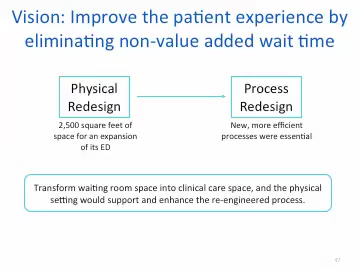 Vision: Improve the patient experience by
eliminating non-value added wait time
Physical
Redesign
Process
Redesign
2,500 square feet of
space for an expansion
of its ED
New, more efficient
processes were essential
Transform waiting room space into clinical care space, and the physical
setting would support and enhance the re-engineered process.